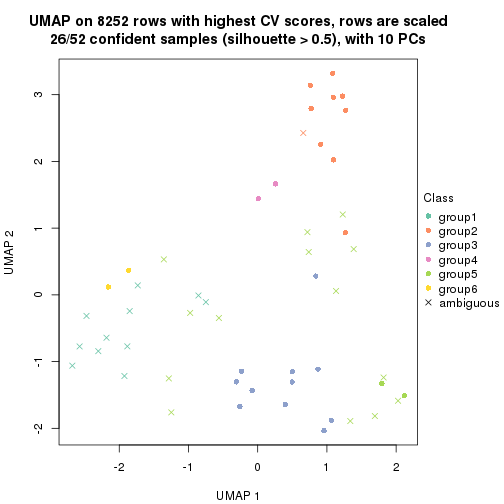 UMAP on 8252 rows with highest CV scores, rows are scaled
26/52 confident samples (silhouette > 0.5), with 10 PCs
3
2
1
0
-1
-2
UMAP 2
-2
-1
0
1
2
UMAP 1
Class
group1
group2
group3
group4
group5
group6
ambiguous